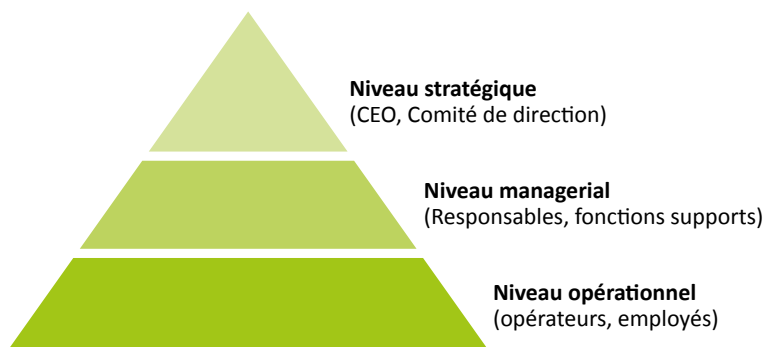 Niveau stratégique
(CEO, Comité de direction)
Niveau managerial
(Responsables, fonctions supports)
Niveau opérationnel
(opérateurs, employés)